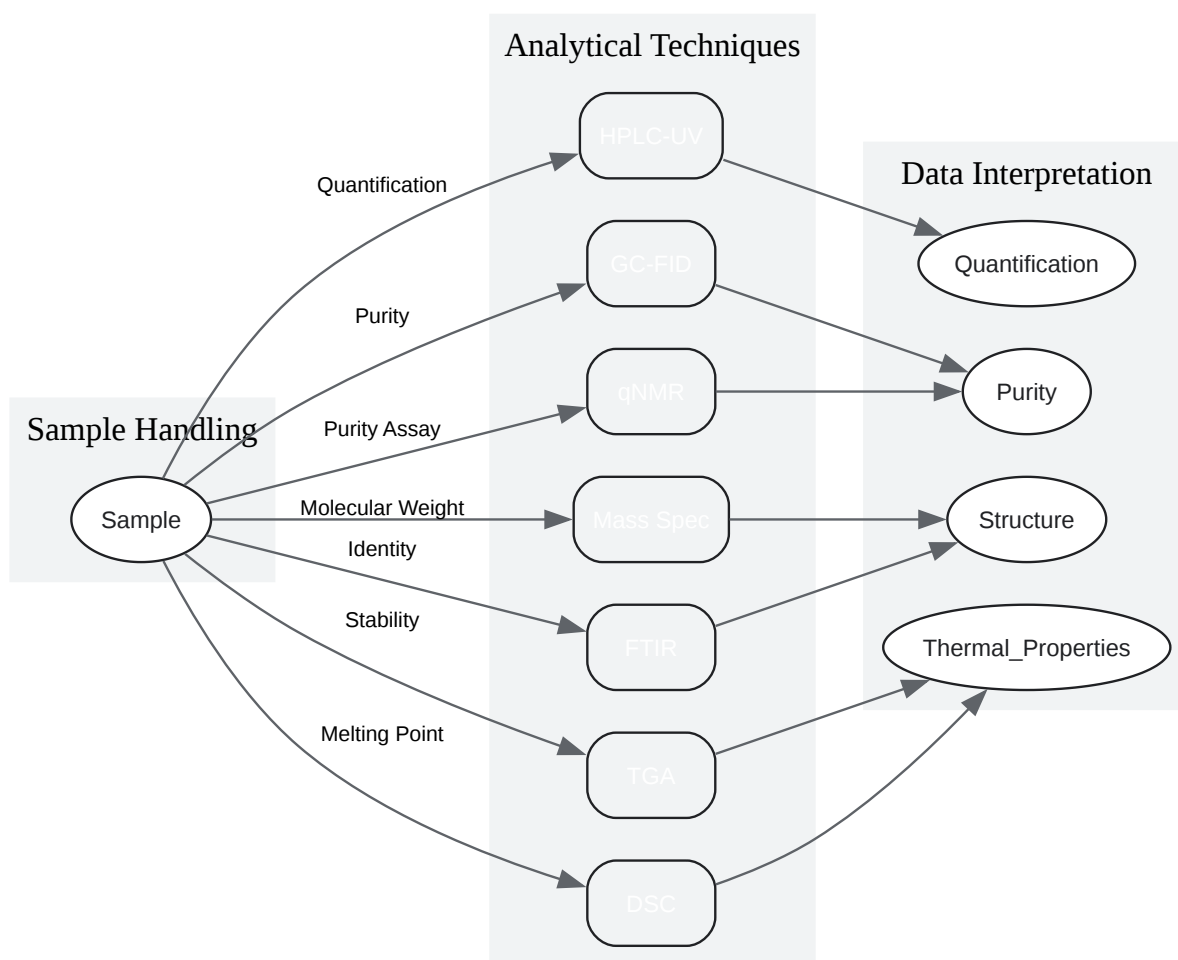 Analytical Techniques
HPLC-UV
Quantification
Data Interpretation
GC-FID
Quantification
Purity
qNMR
Purity
Sample Handling
Purity Assay
Sample
Molecular Weight
Mass Spec
Structure
Identity
Stability
FTIR
Thermal_Properties
Melting Point
TGA
DSC